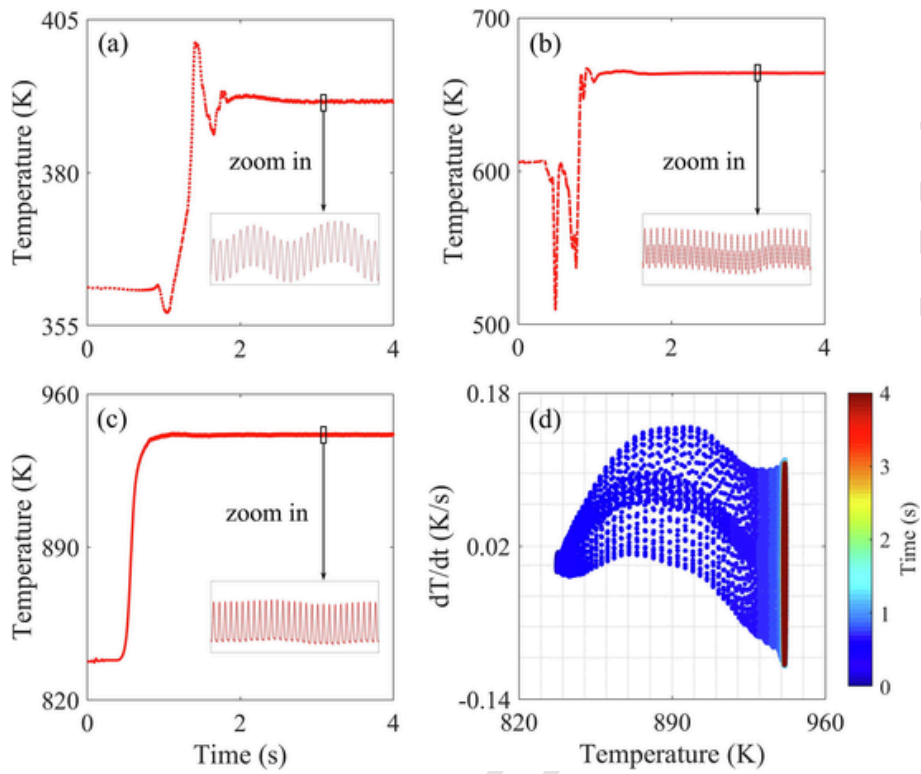 405
(a)
380
Temperature (K)
zoom in
355
0
2
4
700
(b)
600
Temperature (K)
zoom in
500
0
2
4
960
(c)
890
Temperature (K)
zoom in
820
0
2
4
Time (s)
0.18
(d)
0.02
dT/dt (K/s)
-0.14
820
890
960
Temperature (K)
4
3
2
1
0
Time (s)